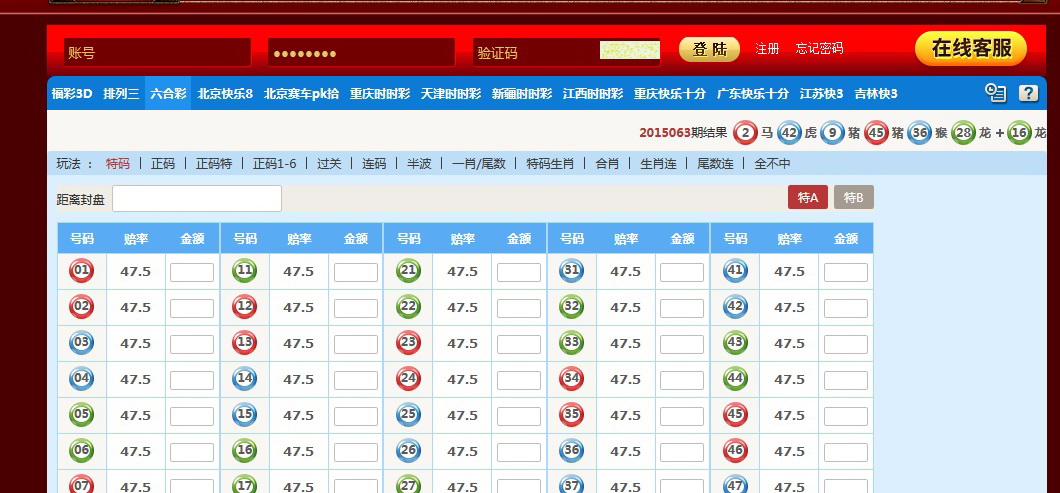 账号 ●●●●●●●● 验证码 登 陆 注册 忘记密码 在线客服
福彩3D 排列三 六合彩 北京快乐8 北京赛车pk拾 重庆时时彩 天津时时彩 新疆时时彩 江西时时彩 重庆快乐十分 广东快乐十分 江苏快3 吉林快3
2015063期结果 2 马 42 虎 9 猪 45 猪 36 猴 28 龙 + 16 龙
玩法 ： 特码 | 正码 | 正码特 | 正码1-6 | 过关 | 连码 | 半波 | 一肖/尾数 | 特码生肖 | 合肖 | 生肖连 | 尾数连 | 全不中
距离封盘 特A 特B
号码 赔率 金额 号码 赔率 金额 号码 赔率 金额 号码 赔率 金额 号码 赔率 金额
01 47.5 11 47.5 21 47.5 31 47.5 41 47.5
02 47.5 12 47.5 22 47.5 32 47.5 42 47.5
03 47.5 13 47.5 23 47.5 33 47.5 43 47.5
04 47.5 14 47.5 24 47.5 34 47.5 44 47.5
05 47.5 15 47.5 25 47.5 35 47.5 45 47.5
06 47.5 16 47.5 26 47.5 36 47.5 46 47.5
07 47.5 17 47.5 27 47.5 37 47.5 47 47.5